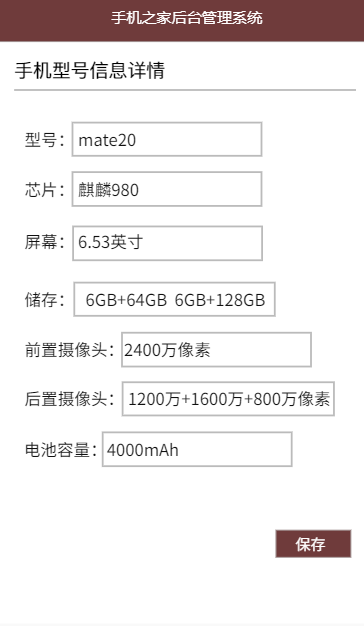 手机之家后台管理系统
手机型号信息详情
型号： mate20
芯片： 麒麟980
屏幕： 6.53英寸
储存： 6GB+64GB 6GB+128GB
前置摄像头： 2400万像素
后置摄像头： 1200万+1600万+800万像素
电池容量： 4000mAh
保存